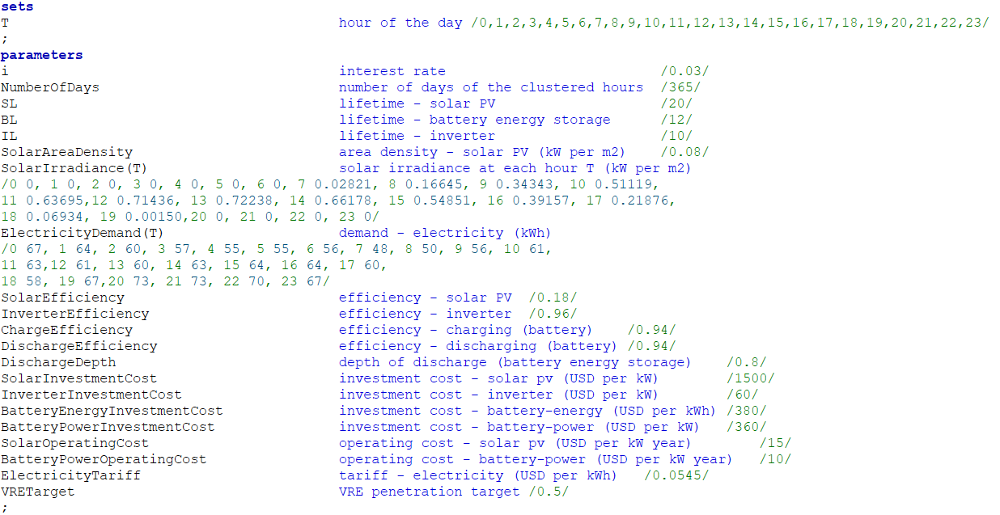 sets
T hour of the day /0,1,2,3,4,5,6,7,8,9,10,11,12,13,14,15,16,17,18,19,20,21,22,23/
;
parameters
i interest rate /0.03/
NumberOfDays number of days of the clustered hours /365/
SL lifetime - solar PV /20/
BL lifetime - battery energy storage /12/
IL lifetime - inverter /10/
SolarAreaDensity area density - solar PV (kW per m2) /0.08/
SolarIrradiance(T) solar irradiance at each hour T (kW per m2)
/0 0, 1 0, 2 0, 3 0, 4 0, 5 0, 6 0, 7 0.02821, 8 0.16645, 9 0.34343, 10 0.51119,
11 0.63695,12 0.71436, 13 0.72238, 14 0.66178, 15 0.54851, 16 0.39157, 17 0.21876,
18 0.06934, 19 0.00150,20 0, 21 0, 22 0, 23 0/
ElectricityDemand(T) demand - electricity (kWh)
/0 67, 1 64, 2 60, 3 57, 4 55, 5 55, 6 56, 7 48, 8 50, 9 56, 10 61,
11 63,12 61, 13 60, 14 63, 15 64, 16 64, 17 60,
18 58, 19 67,20 73, 21 73, 22 70, 23 67/
SolarEfficiency efficiency - solar PV /0.18/
InverterEfficiency efficiency - inverter /0.96/
ChargeEfficiency efficiency - charging (battery) /0.94/
DischargeEfficiency efficiency - discharging (battery) /0.94/
DischargeDepth depth of discharge (battery energy storage) /0.8/
SolarInvestmentCost investment cost - solar pv (USD per kW) /1500/
InverterInvestmentCost investment cost - inverter (USD per kW) /60/
BatteryEnergyInvestmentCost investment cost - battery-energy (USD per kWh) /380/
BatteryPowerInvestmentCost investment cost - battery-power (USD per kW) /360/
SolarOperatingCost operating cost - solar pv (USD per kW year) /15/
BatteryPowerOperatingCost operating cost - battery-power (USD per kW year) /10/
ElectricityTariff tariff - electricity (USD per kWh) /0.0545/
VRETarget VRE penetration target /0.5/
;